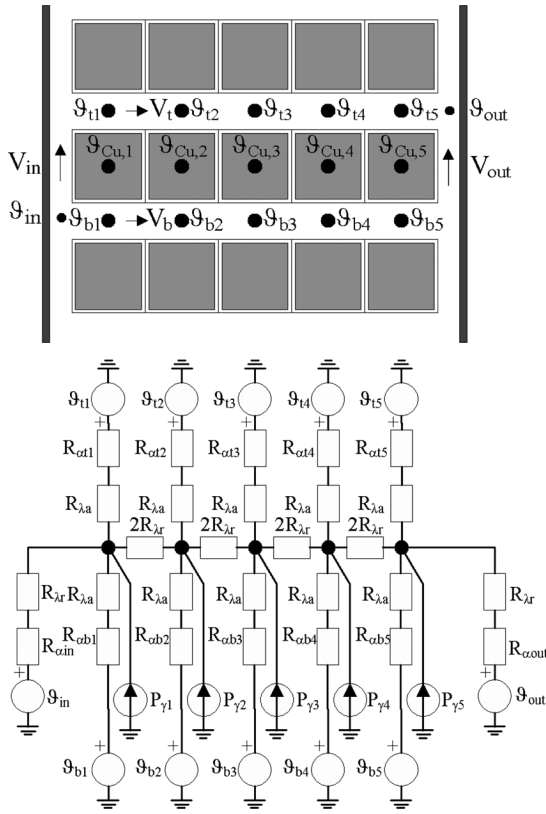 ϑt1 Vt ϑt2 ϑt3 ϑt4 ϑt5 ϑout
Vin ϑCu,1 ϑCu,2 ϑCu,3 ϑCu,4 ϑCu,5 Vout
ϑin ϑb1 Vb ϑb2 ϑb3 ϑb4 ϑb5
ϑt1 ϑt2 ϑt3 ϑt4 ϑt5
+ + + + +
Rαt1 Rαt2 Rαt3 Rαt4 Rαt5
Rλa Rλa Rλa Rλa Rλa
2Rλr 2Rλr 2Rλr 2Rλr
Rλr Rλa Rλa Rλa Rλa Rλa Rλr
Rαin Rαb1 Rαb2 Rαb3 Rαb4 Rαb5 Rαout
+ +
ϑin Pγ1 Pγ2 Pγ3 Pγ4 Pγ5 ϑout
+ + + + +
ϑb1 ϑb2 ϑb3 ϑb4 ϑb5